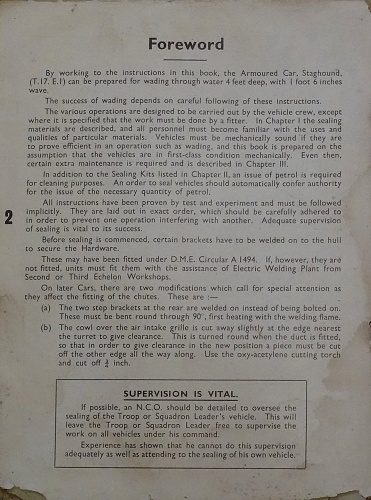 Foreword
By working to the instructions in this book, the Armoured Car, Staghound,
(T.17. E.1) can be prepared for wading through water 4 feet deep, with 1 foot 6 inches
wave.
The success of wading depends on careful following of these instructions.
The various operations are designed to be carried out by the vehicle crew, except
where it is specified that the work must be done by a fitter. In Chapter I the sealing
materials are described, and all personnel must become familiar with the uses and
qualities of particular materials. Vehicles must be mechanically sound if they are
to prove efficient in an operation such as wading, and this book is prepared on the
assumption that the vehicles are in first-class condition mechanically. Even then,
certain extra maintenance is required and is described in Chapter III.
In addition to the Sealing Kits listed in Chapter II, an issue of petrol is required
for cleaning purposes. An order to seal vehicles should automatically confer authority
for the issue of the necessary quantity of petrol.
All instructions have been proven by test and experiment and must be followed
implicitly. They are laid out in exact order, which should be carefully adhered to
in order to prevent one operation interfering with another. Adequate supervision
of sealing is vital to its success.
2
Before sealing is commenced, certain brackets have to be welded on to the hull
to secure the Hardware.
These may have been fitted under D.M.E. Circular A 1494. If, however, they are
not fitted, units must fit them with the assistance of Electric Welding Plant from
Second or Third Echelon Workshops.
On later Cars, there are two modifications which call for special attention as
they affect the fitting of the chutes. These are :—
(a) The two step brackets at the rear are welded on instead of being bolted on.
These must be bent round through 90°, first heating with the welding flame.
(b) The cowl over the air intake grille is cut away slightly at the edge nearest
the turret to give clearance. This is turned round when the duct is fitted,
so that in order to give clearance in the new position a piece must be cut
off the other edge all the way along. Use the oxy-acetylene cutting torch
and cut off ¾ inch.
SUPERVISION IS VITAL.
If possible, an N.C.O. should be detailed to oversee the
sealing of the Troop or Squadron Leader's vehicle. This will
leave the Troop or Squadron Leader free to supervise the
work on all vehicles under his command.
Experience has shown that he cannot do this supervision
adequately as well as attending to the sealing of his own vehicle.